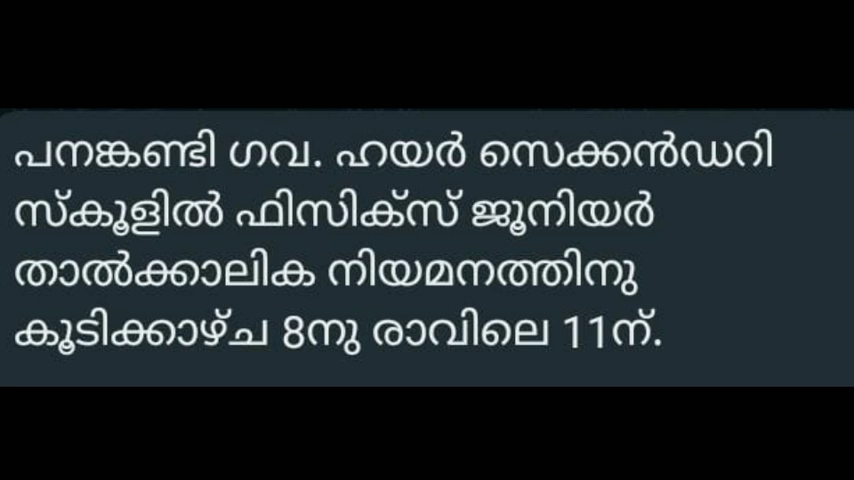 പനങ്കണ്ടി ഗവ. ഹയർ സെക്കൻഡറി
സ്കൂളിൽ ഫിസിക്സ് ജൂനിയർ
താൽക്കാലിക നിയമനത്തിനു
കൂടിക്കാഴ്ച 8നു രാവിലെ 11ന്.